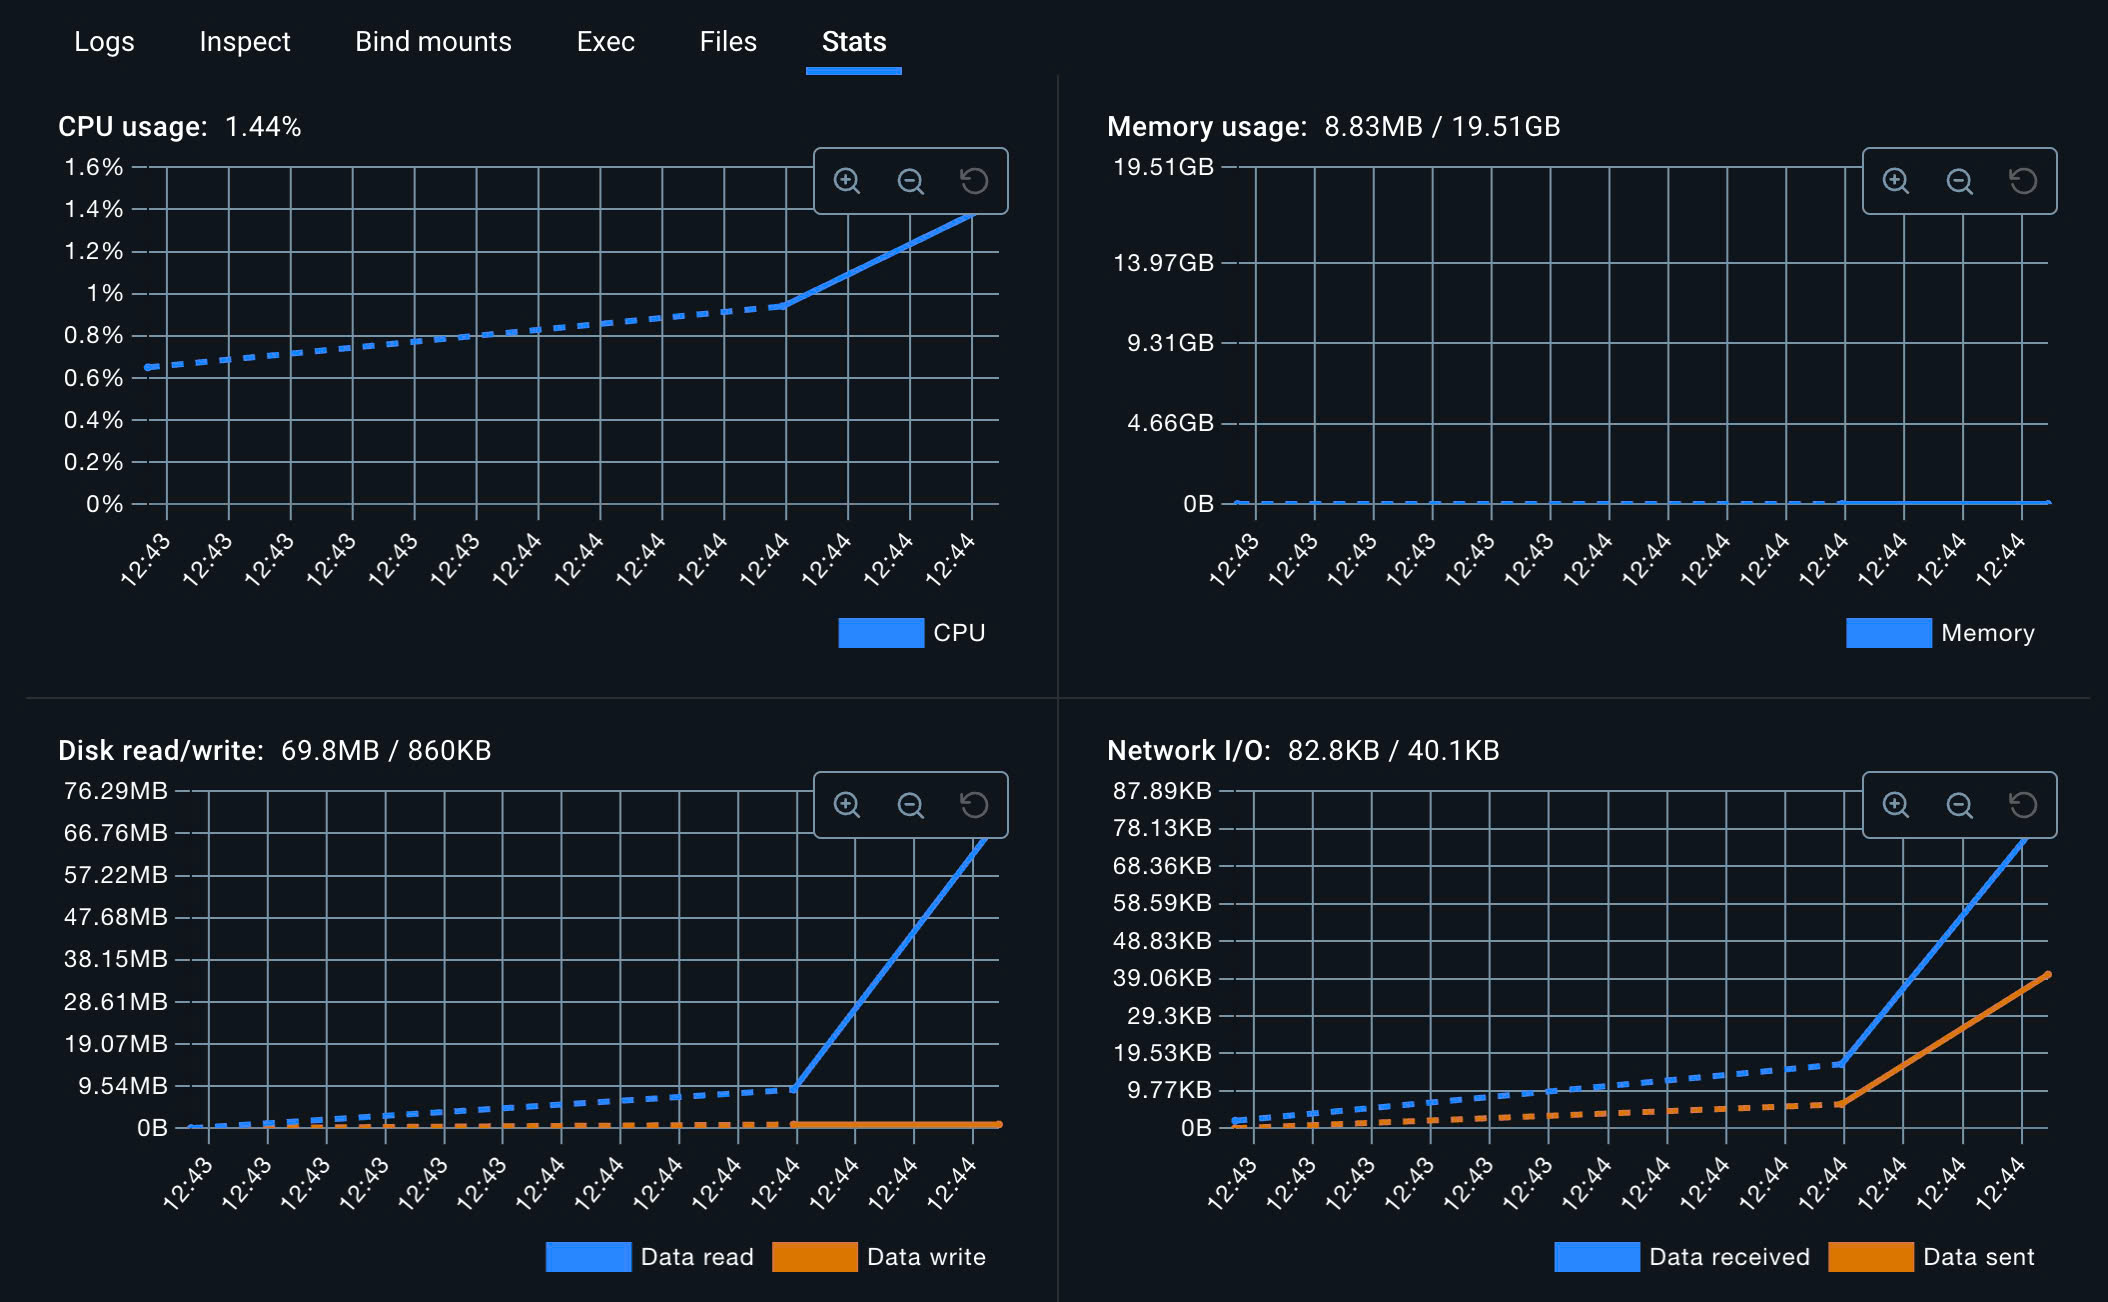 Logs Inspect Bind mounts Exec Files Stats
CPU usage: 1.44%
1.6%
1.4%
1.2%
1%
0.8%
0.6%
0.4%
0.2%
0%
12:43 12:43 12:43 12:43 12:43 12:43 12:44 12:44 12:44 12:44 12:44 12:44 12:44 12:44
CPU
Memory usage: 8.83MB / 19.51GB
19.51GB
13.97GB
9.31GB
4.66GB
0B
12:43 12:43 12:43 12:43 12:43 12:43 12:44 12:44 12:44 12:44 12:44 12:44 12:44 12:44
Memory
Disk read/write: 69.8MB / 860KB
76.29MB
66.76MB
57.22MB
47.68MB
38.15MB
28.61MB
19.07MB
9.54MB
0B
12:43 12:43 12:43 12:43 12:43 12:43 12:44 12:44 12:44 12:44 12:44 12:44 12:44 12:44
Data read Data write
Network I/O: 82.8KB / 40.1KB
87.89KB
78.13KB
68.36KB
58.59KB
48.83KB
39.06KB
29.3KB
19.53KB
9.77KB
0B
12:43 12:43 12:43 12:43 12:43 12:43 12:44 12:44 12:44 12:44 12:44 12:44 12:44 12:44
Data received Data sent